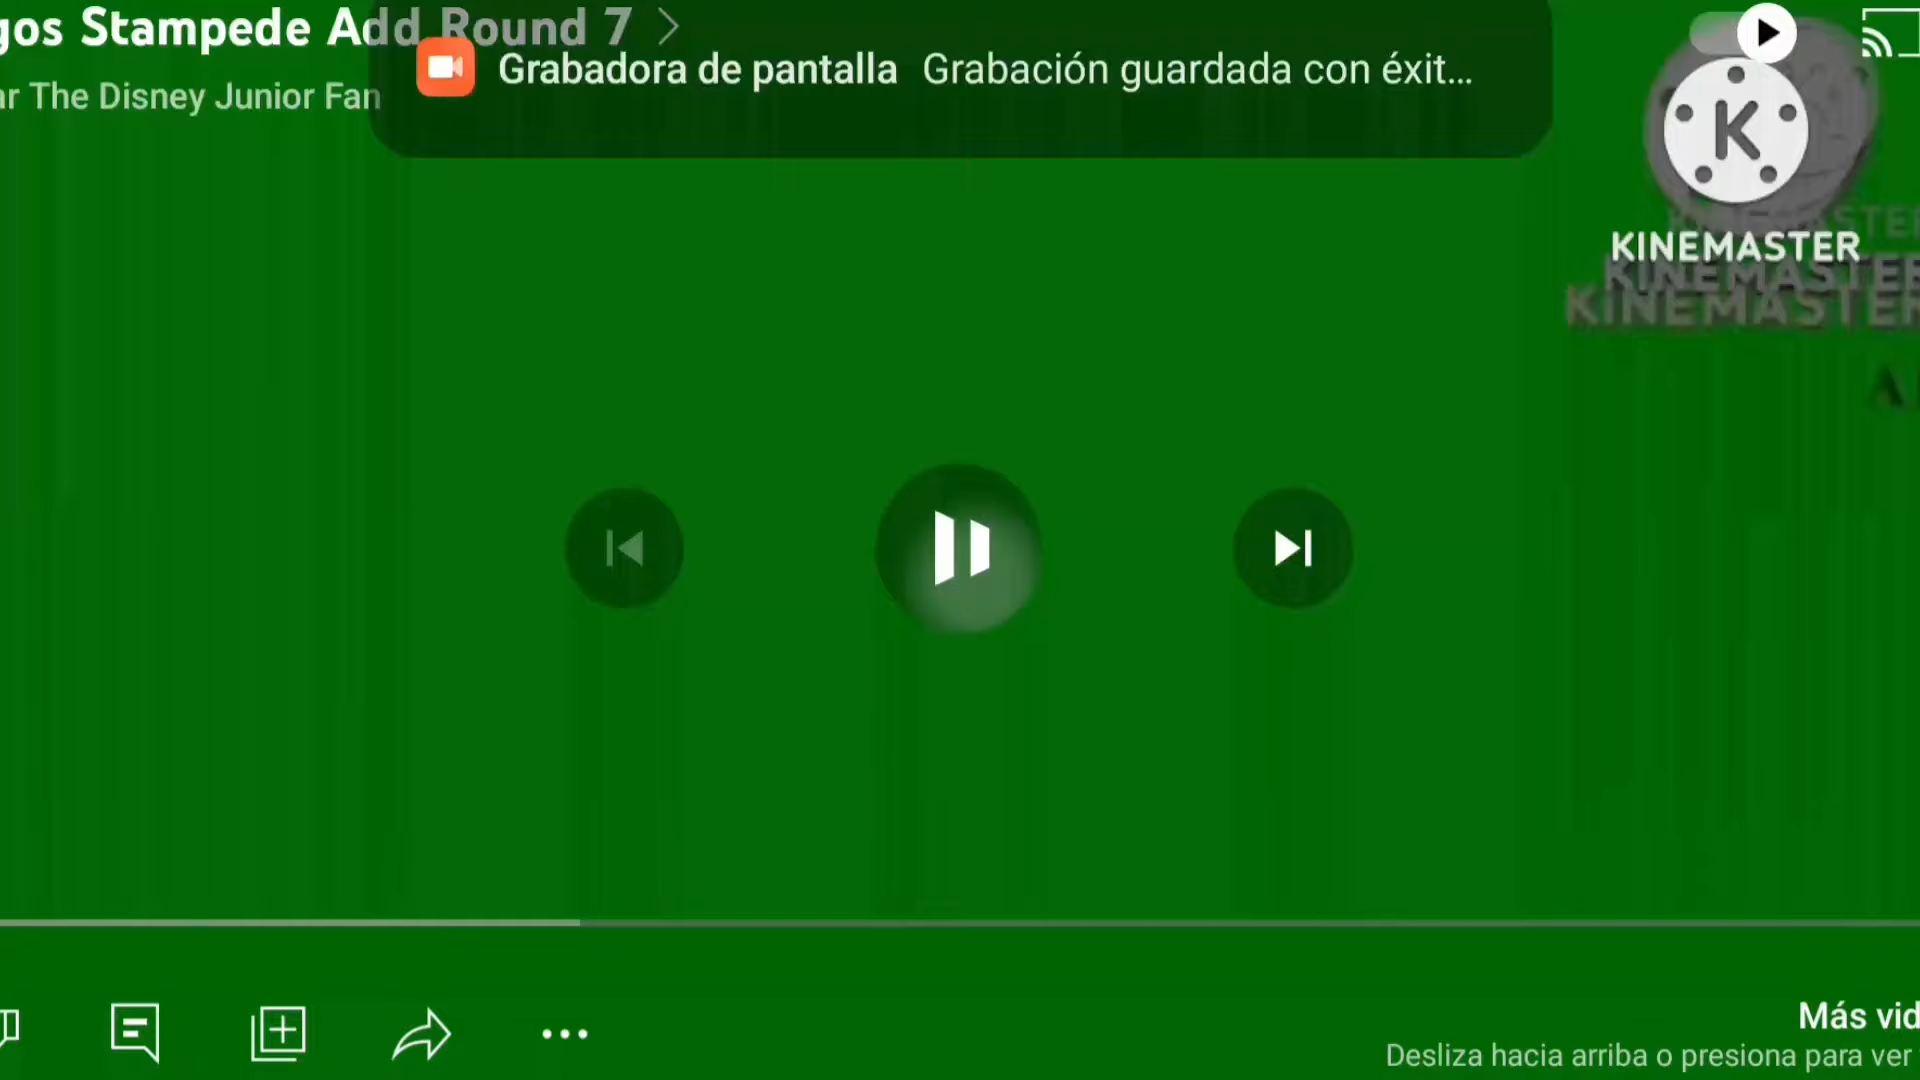 gos Stampede Add Round 7
ar The Disney Junior Fan
Grabadora de pantalla Grabación guardada con éxit...
K
KINEMASTER
KINEMASTER
KINEMASTER
A
Más vid
Desliza hacia arriba o presiona para ver